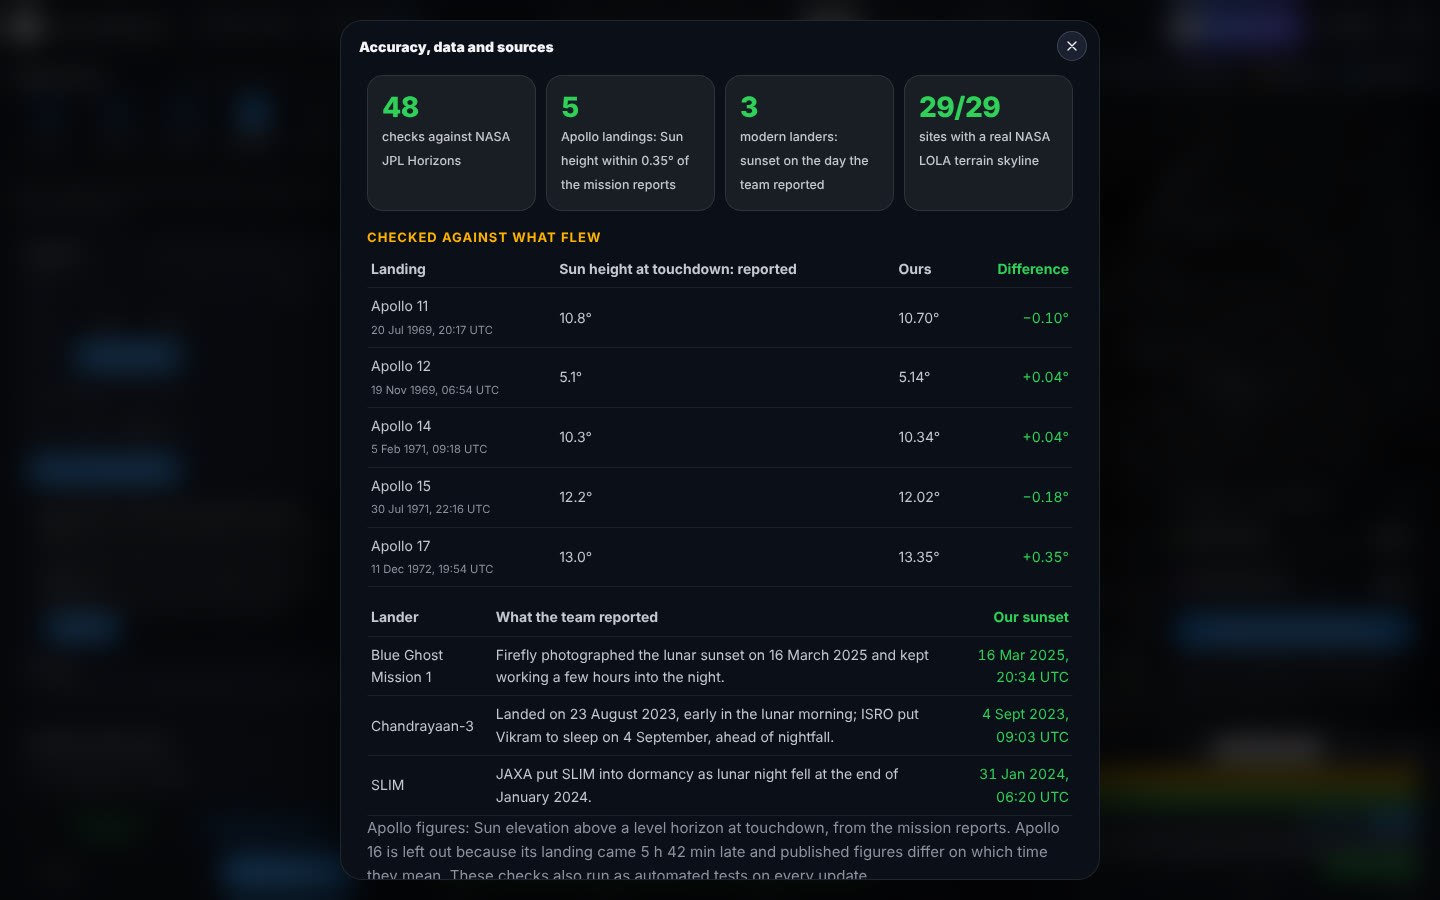 Accuracy, data and sources
48
checks against NASA
JPL Horizons
5
Apollo landings: Sun
height within 0.35° of
the mission reports
3
modern landers:
sunset on the day the
team reported
29/29
sites with a real NASA
LOLA terrain skyline
CHECKED AGAINST WHAT FLEW
Landing Sun height at touchdown: reported Ours Difference
Apollo 11
20 Jul 1969, 20:17 UTC
10.8° 10.70° −0.10°
Apollo 12
19 Nov 1969, 06:54 UTC
5.1° 5.14° +0.04°
Apollo 14
5 Feb 1971, 09:18 UTC
10.3° 10.34° +0.04°
Apollo 15
30 Jul 1971, 22:16 UTC
12.2° 12.02° −0.18°
Apollo 17
11 Dec 1972, 19:54 UTC
13.0° 13.35° +0.35°
Lander What the team reported Our sunset
Blue Ghost
Mission 1
Firefly photographed the lunar sunset on 16 March 2025 and kept
working a few hours into the night.
16 Mar 2025,
20:34 UTC
Chandrayaan-3
Landed on 23 August 2023, early in the lunar morning; ISRO put
Vikram to sleep on 4 September, ahead of nightfall.
4 Sept 2023,
09:03 UTC
SLIM
JAXA put SLIM into dormancy as lunar night fell at the end of
January 2024.
31 Jan 2024,
06:20 UTC
Apollo figures: Sun elevation above a level horizon at touchdown, from the mission reports. Apollo
16 is left out because its landing came 5 h 42 min late and published figures differ on which time
they mean. These checks also run as automated tests on every update.